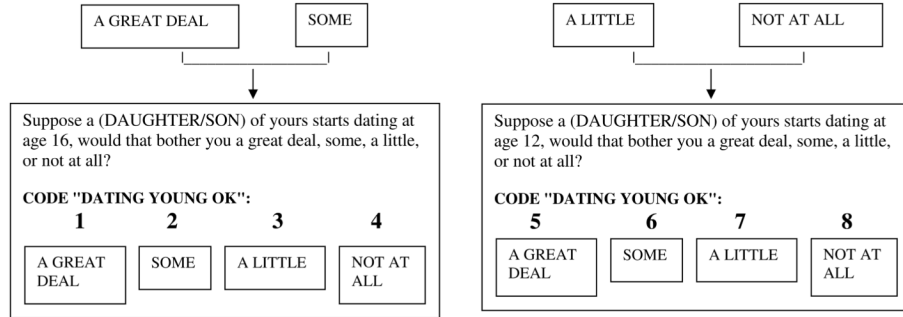 A GREAT DEAL
SOME
A LITTLE
NOT AT ALL
Suppose a (DAUGHTER/SON) of yours starts dating at
age 16, would that bother you a great deal, some, a little,
or not at all?
CODE "DATING YOUNG OK":
1 2 3 4
A GREAT
DEAL
SOME
A LITTLE
NOT AT
ALL
Suppose a (DAUGHTER/SON) of yours starts dating at
age 12, would that bother you a great deal, some, a little,
or not at all?
CODE "DATING YOUNG OK":
5 6 7 8
A GREAT
DEAL
SOME
A LITTLE
NOT AT
ALL